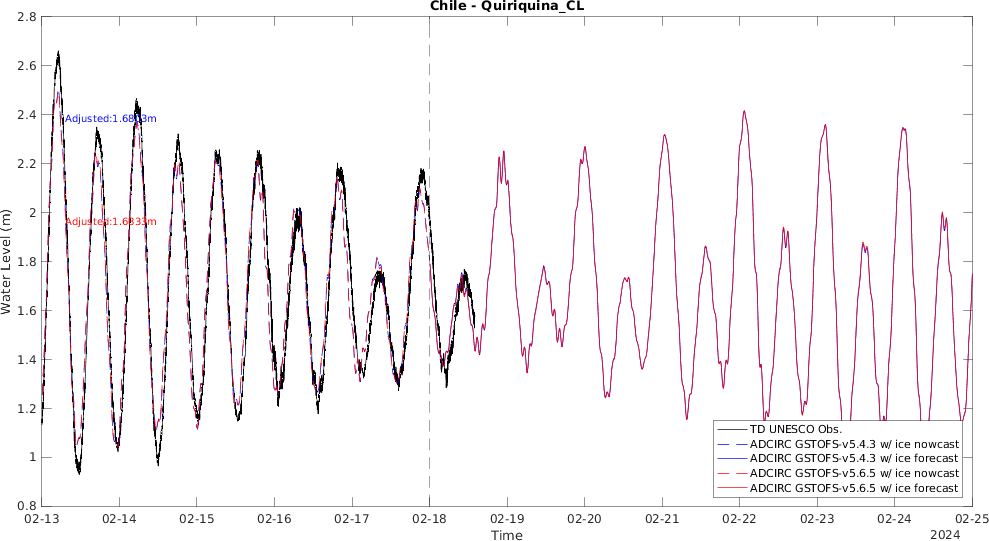 Chile - Quiriquina_CL
Water Level (m)
2.8
2.6
2.4
2.2
2
1.8
1.6
1.4
1.2
1
0.8
Adjusted:1.6803m
Adjusted:1.6333m
TD UNESCO Obs.
ADCIRC GSTOFS-v5.4.3 w/ ice nowcast
ADCIRC GSTOFS-v5.4.3 w/ ice forecast
ADCIRC GSTOFS-v5.6.5 w/ ice nowcast
ADCIRC GSTOFS-v5.6.5 w/ ice forecast
02-13 02-14 02-15 02-16 02-17 02-18 02-19 02-20 02-21 02-22 02-23 02-24 02-25
Time
2024